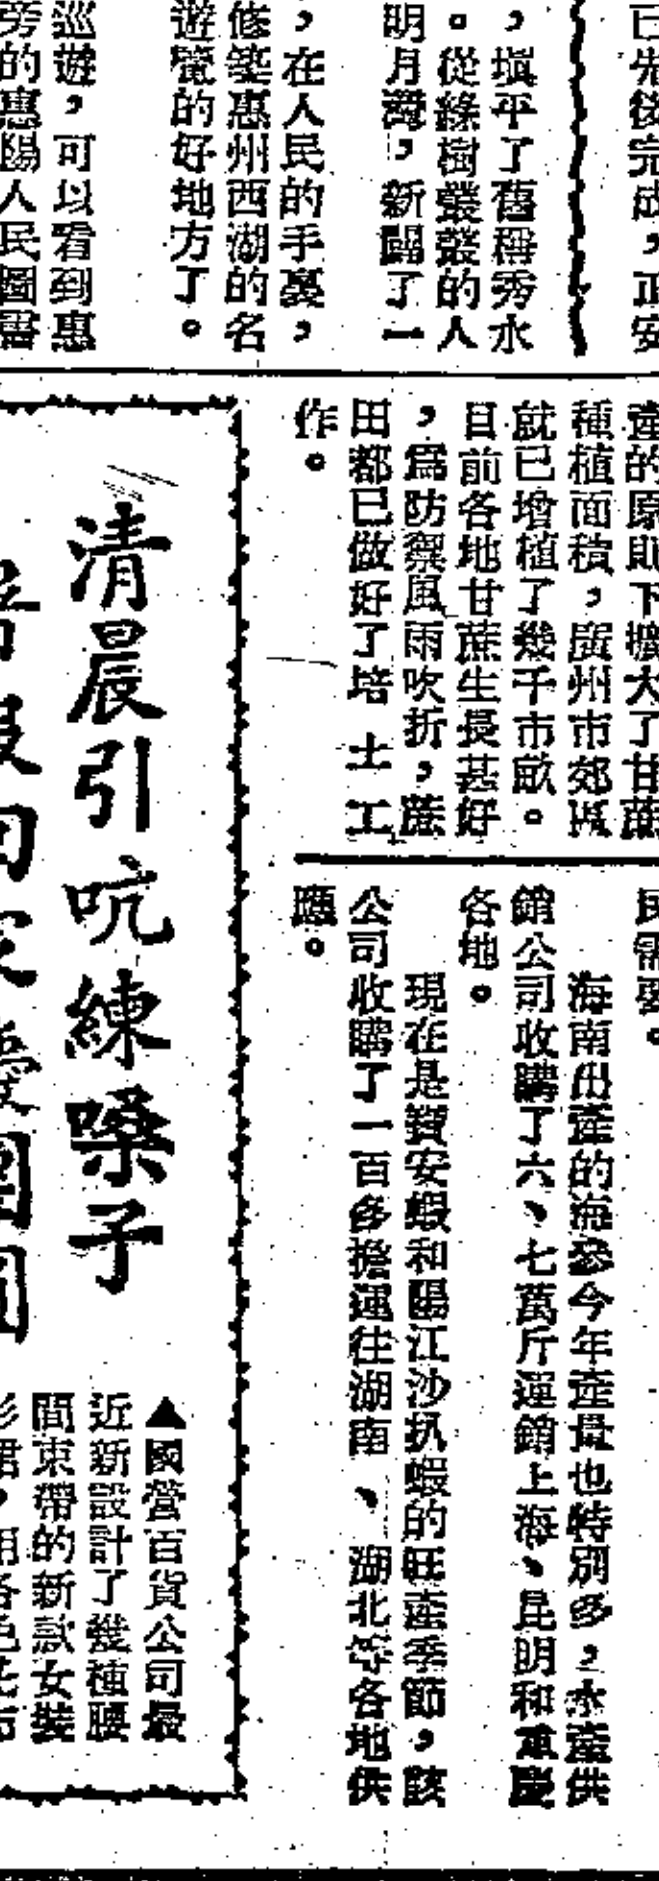 已先後完成，正安
，塡平了舊稱秀水
。從綠樹叢叢的人
明月灣，新闢了一
，在人民的手裏，
修築惠州西湖的名
遊覽的好地方了。
巡遊，可以看到惠
旁的惠陽人民圖書
產的原則下擴大了甘蔗
種植面積，廣州市郊區
就已增植了幾千市畝。
目前各地甘蔗生長甚好
，爲防禦風雨吹折，蔗
田都已做好了培土工
作。
民需要。
海南出產的海參今年產量也特別多，水產供
銷公司收購了六、七萬斤運銷上海、昆明和重慶
各地。
現在是寶安蝦和陽江沙扒蝦的旺產季節，該
公司收購了一百多擔運往湖南、湖北等各地供
應。
清晨引吭練嗓子
▲國營百貨公司最
近新設計了幾種腰
間束帶的新款女裝